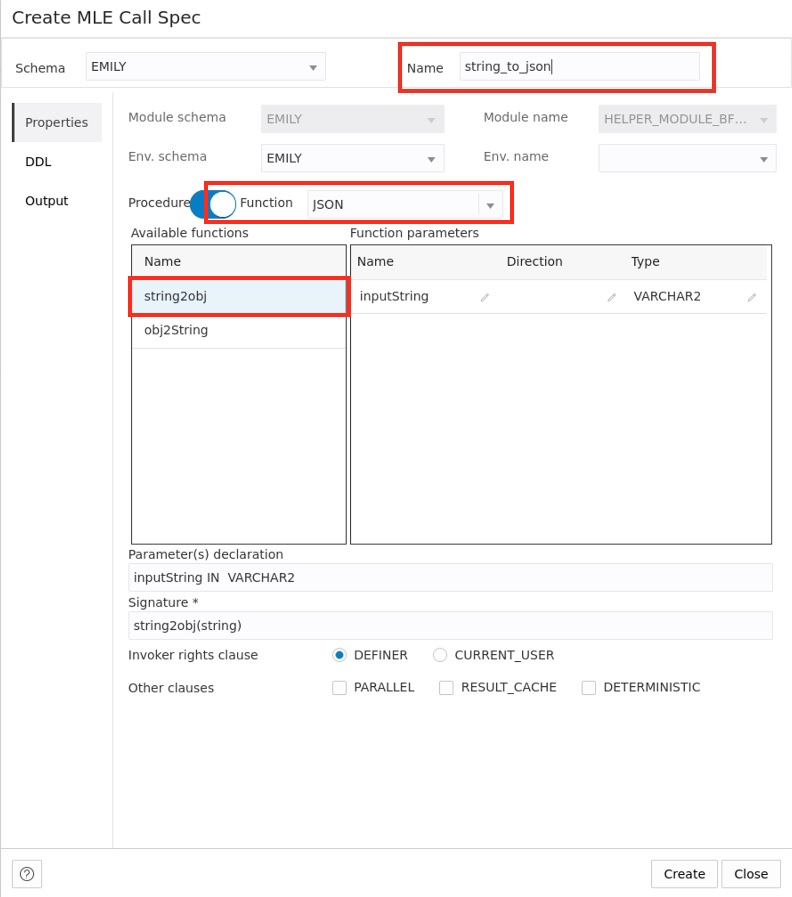 Create MLE Call Spec
Schema EMILY Name string_to_json
Properties
DDL
Output
Module schema EMILY Module name HELPER_MODULE_BF...
Env. schema EMILY Env. name
Procedure Function JSON
Available functions Function parameters
Name Name Direction Type
string2obj inputString VARCHAR2
obj2String
Parameter(s) declaration
inputString IN  VARCHAR2
Signature *
string2obj(string)
Invoker rights clause DEFINER CURRENT_USER
Other clauses PARALLEL RESULT_CACHE DETERMINISTIC
? Create Close